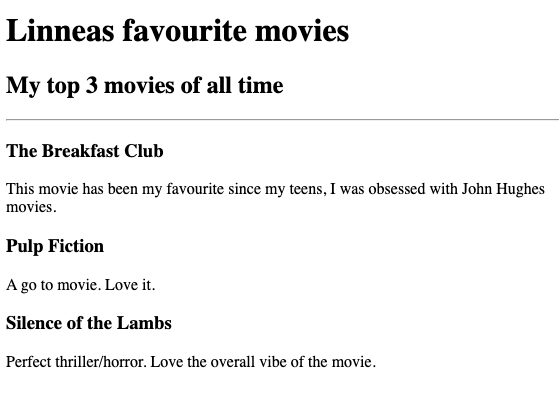 Linneas favourite movies
My top 3 movies of all time
The Breakfast Club
This movie has been my favourite since my teens, I was obsessed with John Hughes
movies.
Pulp Fiction
A go to movie. Love it.
Silence of the Lambs
Perfect thriller/horror. Love the overall vibe of the movie.